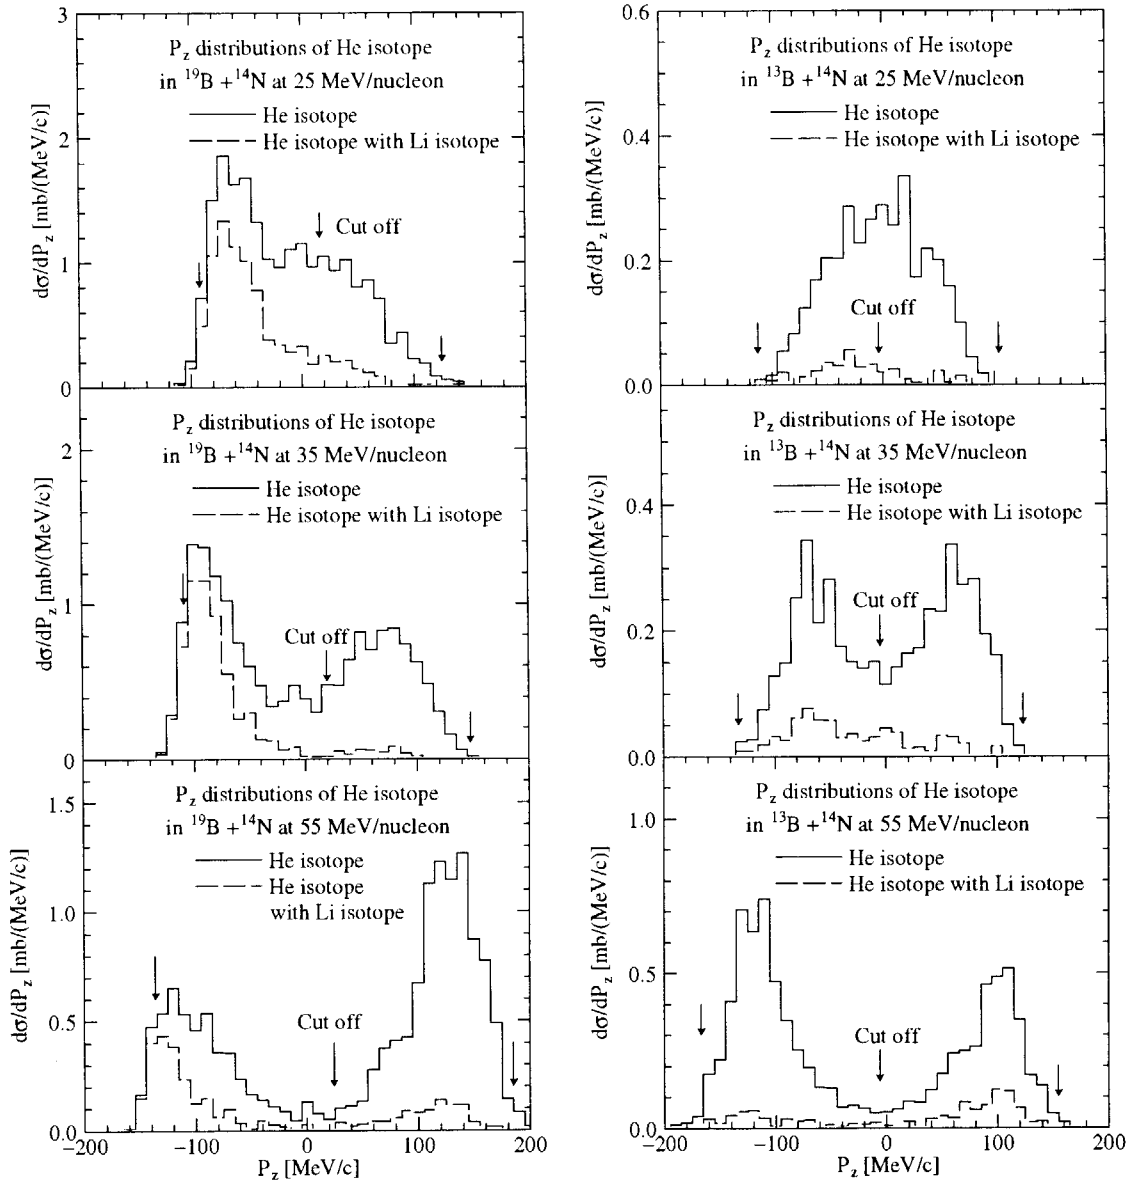 3
2
1
0
dσ/dP_z [mb/(MeV/c)]
P_z distributions of He isotope
in ¹⁹B + ¹⁴N at 25 MeV/nucleon
He isotope
He isotope with Li isotope
Cut off
2
1
0
dσ/dP_z [mb/(MeV/c)]
P_z distributions of He isotope
in ¹⁹B + ¹⁴N at 35 MeV/nucleon
He isotope
He isotope with Li isotope
Cut off
1.5
1.0
0.5
0.0
dσ/dP_z [mb/(MeV/c)]
P_z distributions of He isotope
in ¹⁹B + ¹⁴N at 55 MeV/nucleon
He isotope
He isotope
with Li isotope
Cut off
−200 −100 0 100 200
P_z [MeV/c]
0.6
0.4
0.2
0.0
dσ/dP_z [mb/(MeV/c)]
P_z distributions of He isotope
in ¹³B + ¹⁴N at 25 MeV/nucleon
He isotope
He isotope with Li isotope
Cut off
0.4
0.2
0.0
dσ/dP_z [mb/(MeV/c)]
P_z distributions of He isotope
in ¹³B + ¹⁴N at 35 MeV/nucleon
He isotope
He isotope with Li isotope
Cut off
1.0
0.5
0.0
dσ/dP_z [mb/(MeV/c)]
P_z distributions of He isotope
in ¹³B + ¹⁴N at 55 MeV/nucleon
He isotope
He isotope with Li isotope
Cut off
−200 −100 0 100 200
P_z [MeV/c]